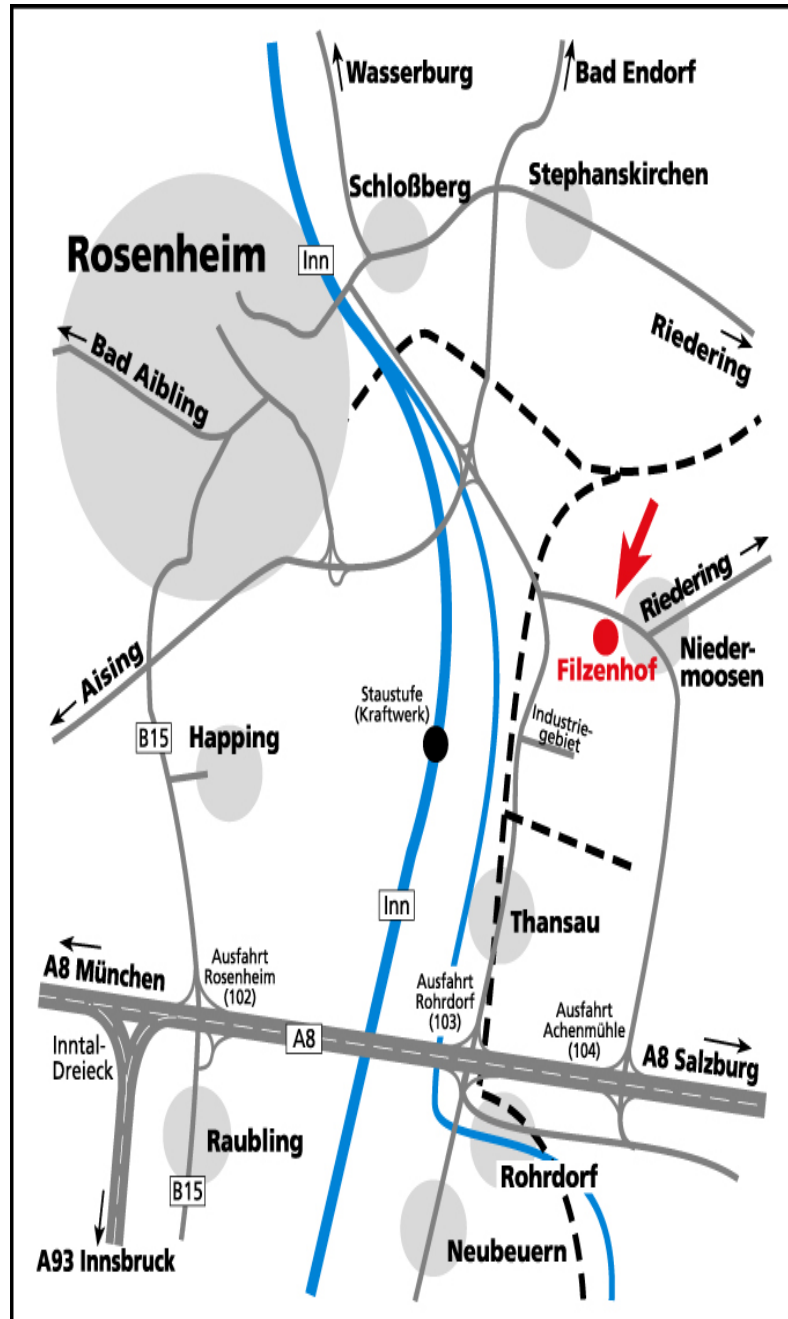 Wasserburg
Bad Endorf
Schloßberg
Stephanskirchen
Rosenheim
Inn
Riedering
Bad Aibling
Riedering
Filzenhof
Nieder-
moosen
Aising
Staustufe
(Kraftwerk)
B15
Happing
Industrie-
gebiet
Inn
Thansau
A8 München
Ausfahrt
Rosenheim
(102)
Ausfahrt
Rohrdorf
(103)
Ausfahrt
Achenmühle
(104)
A8
Inntal-
Dreieck
A8 Salzburg
Raubling
B15
Rohrdorf
Neubeuern
A93 Innsbruck